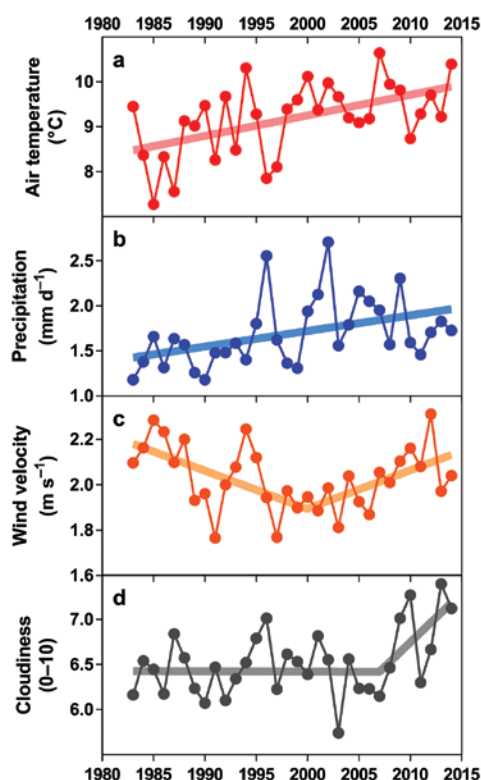 1980 1985 1990 1995 2000 2005 2010 2015
a
Air temperature
(°C)
10
9
8
b
Precipitation
(mm d⁻¹)
2.5
2.0
1.5
1.0
c
Wind velocity
(m s⁻¹)
2.2
2.0
1.8
1.6
d
Cloudiness
(0–10)
7.0
6.5
6.0
1980 1985 1990 1995 2000 2005 2010 2015